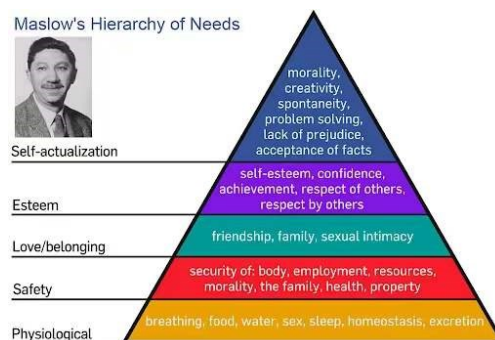 Maslow's Hierarchy of Needs
morality,
creativity,
spontaneity,
problem solving,
lack of prejudice,
acceptance of facts
Self-actualization
self-esteem, confidence,
achievement, respect of others,
respect by others
Esteem
friendship, family, sexual intimacy
Love/belonging
security of: body, employment, resources,
morality, the family, health, property
Safety
breathing, food, water, sex, sleep, homeostasis, excretion
Physiological